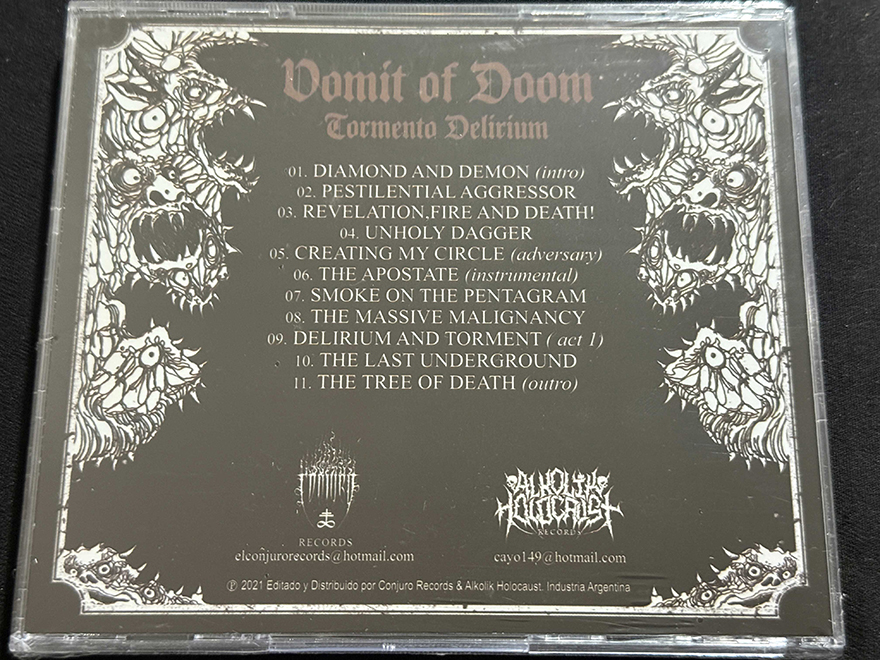 Vomit of Doom
Tormento Delirium
01. DIAMOND AND DEMON (intro)
02. PESTILENTIAL AGGRESSOR
03. REVELATION,FIRE AND DEATH!
04. UNHOLY DAGGER
05. CREATING MY CIRCLE (adversary)
06. THE APOSTATE (instrumental)
07. SMOKE ON THE PENTAGRAM
08. THE MASSIVE MALIGNANCY
09. DELIRIUM AND TORMENT ( act 1)
10. THE LAST UNDERGROUND
11. THE TREE OF DEATH (outro)
CONJURO
RECORDS
elconjurorecords@hotmail.com
ALKOLIK
HOLOCAUST
RECORDS
cayo149@hotmail.com
℗ 2021 Editado y Distribuido por Conjuro Records & Alkolik Holocaust. Industria Argentina